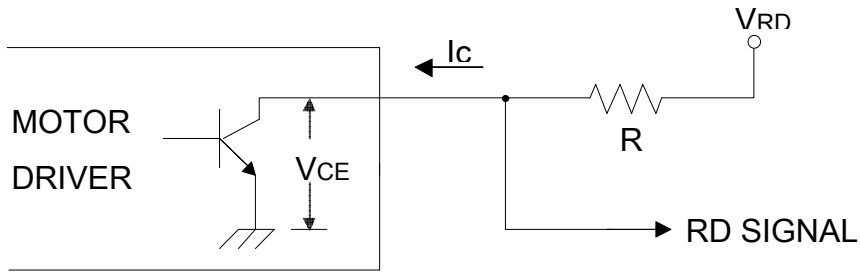 VRD
Ic
MOTOR
DRIVER
VCE
R
RD SIGNAL